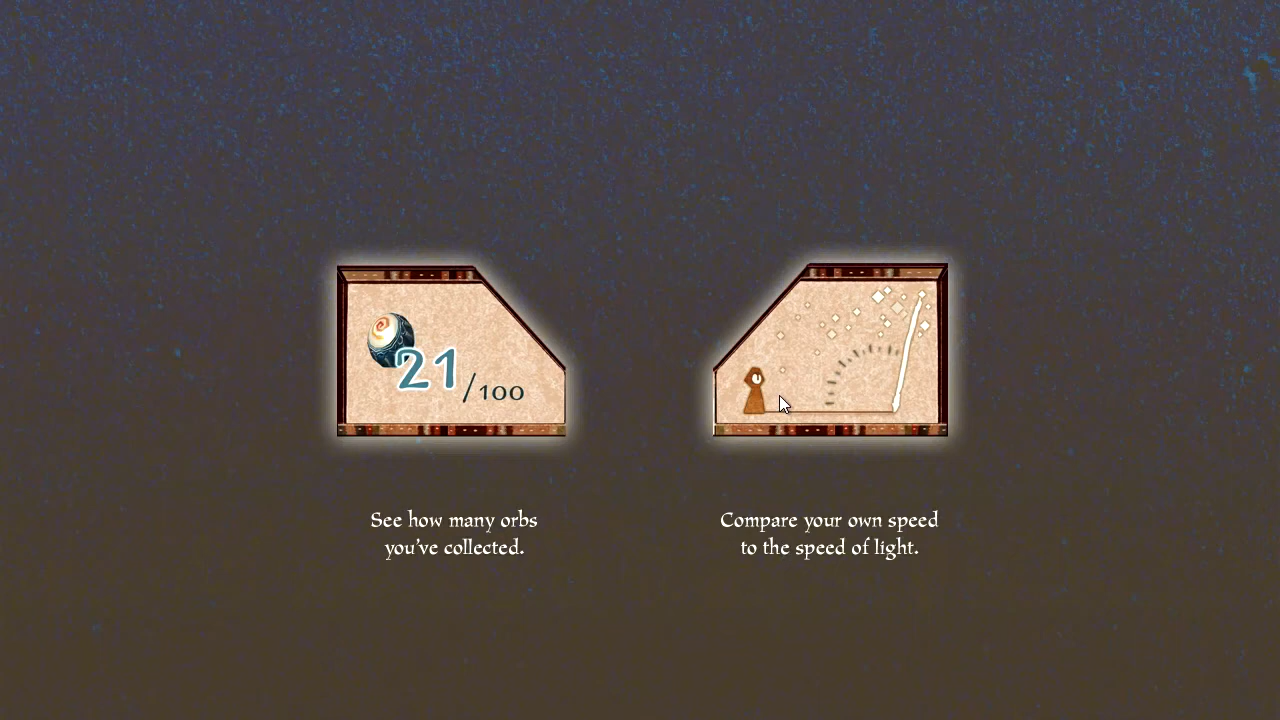 21/100
See how many orbs
you've collected.
Compare your own speed
to the speed of light.